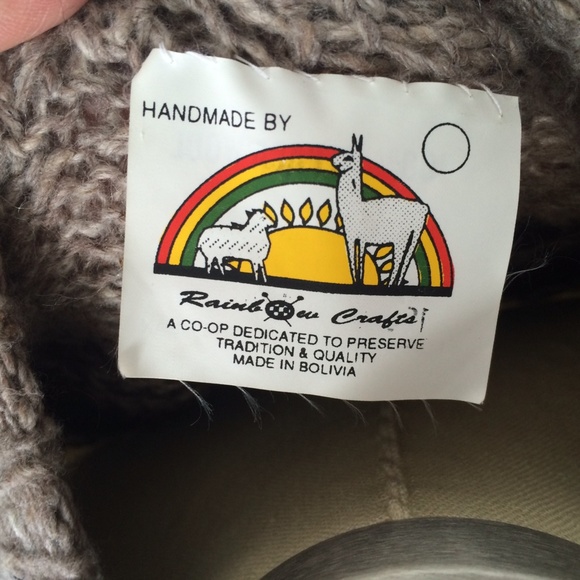 HANDMADE BY
Rainbow Crafts
A CO-OP DEDICATED TO PRESERVE
TRADITION & QUALITY
MADE IN BOLIVIA